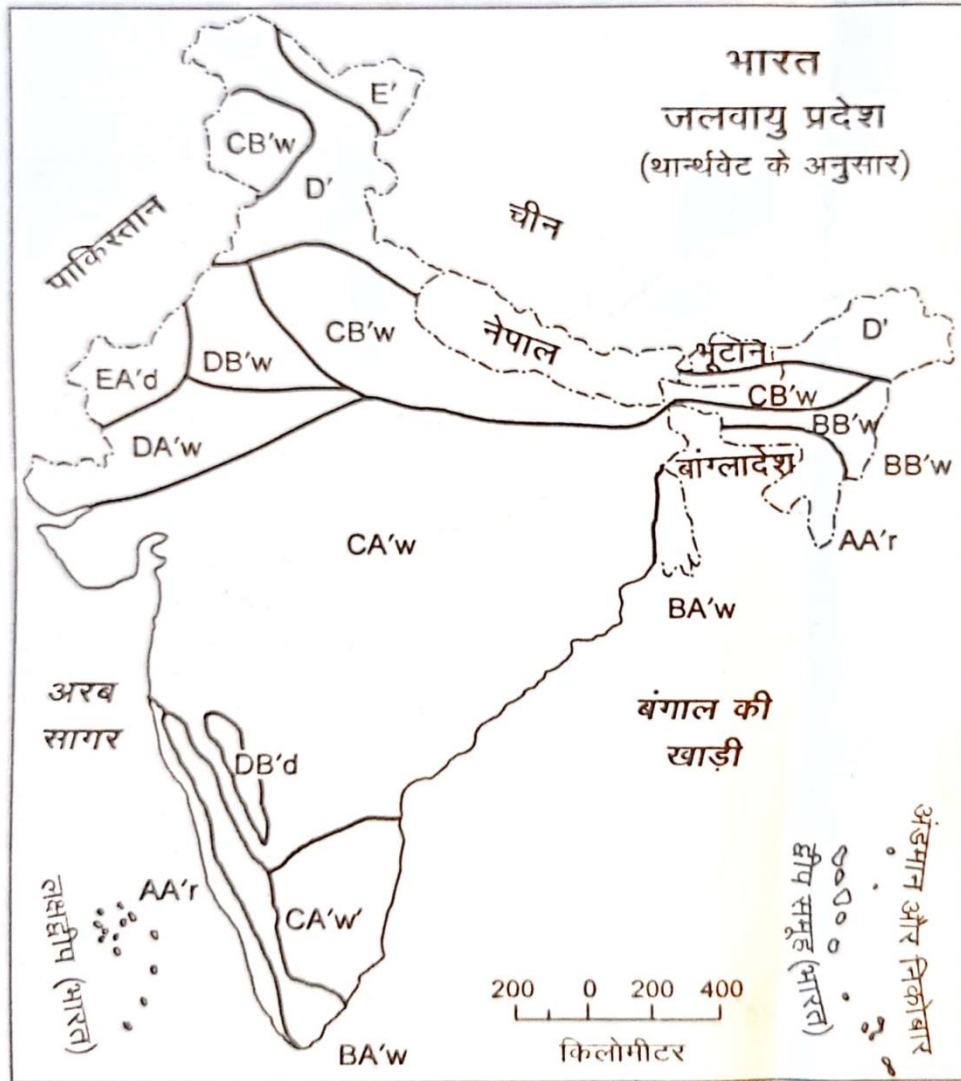 भारत
जलवायु प्रदेश
(थार्न्थवेट के अनुसार)
E'
CB'w
D'
पाकिस्तान
चीन
CB'w
नेपाल
D'
भूटान
DB'w
EA'd
CB'w
BB'w
DA'w
बांग्लादेश
BB'w
CA'w
AA'r
BA'w
अरब
सागर
बंगाल की
खाड़ी
DB'd
AA'r
CA'w'
लक्षद्वीप (भारत)
अंडमान और निकोबार
द्वीप समूह (भारत)
200 0 200 400
किलोमीटर
BA'w